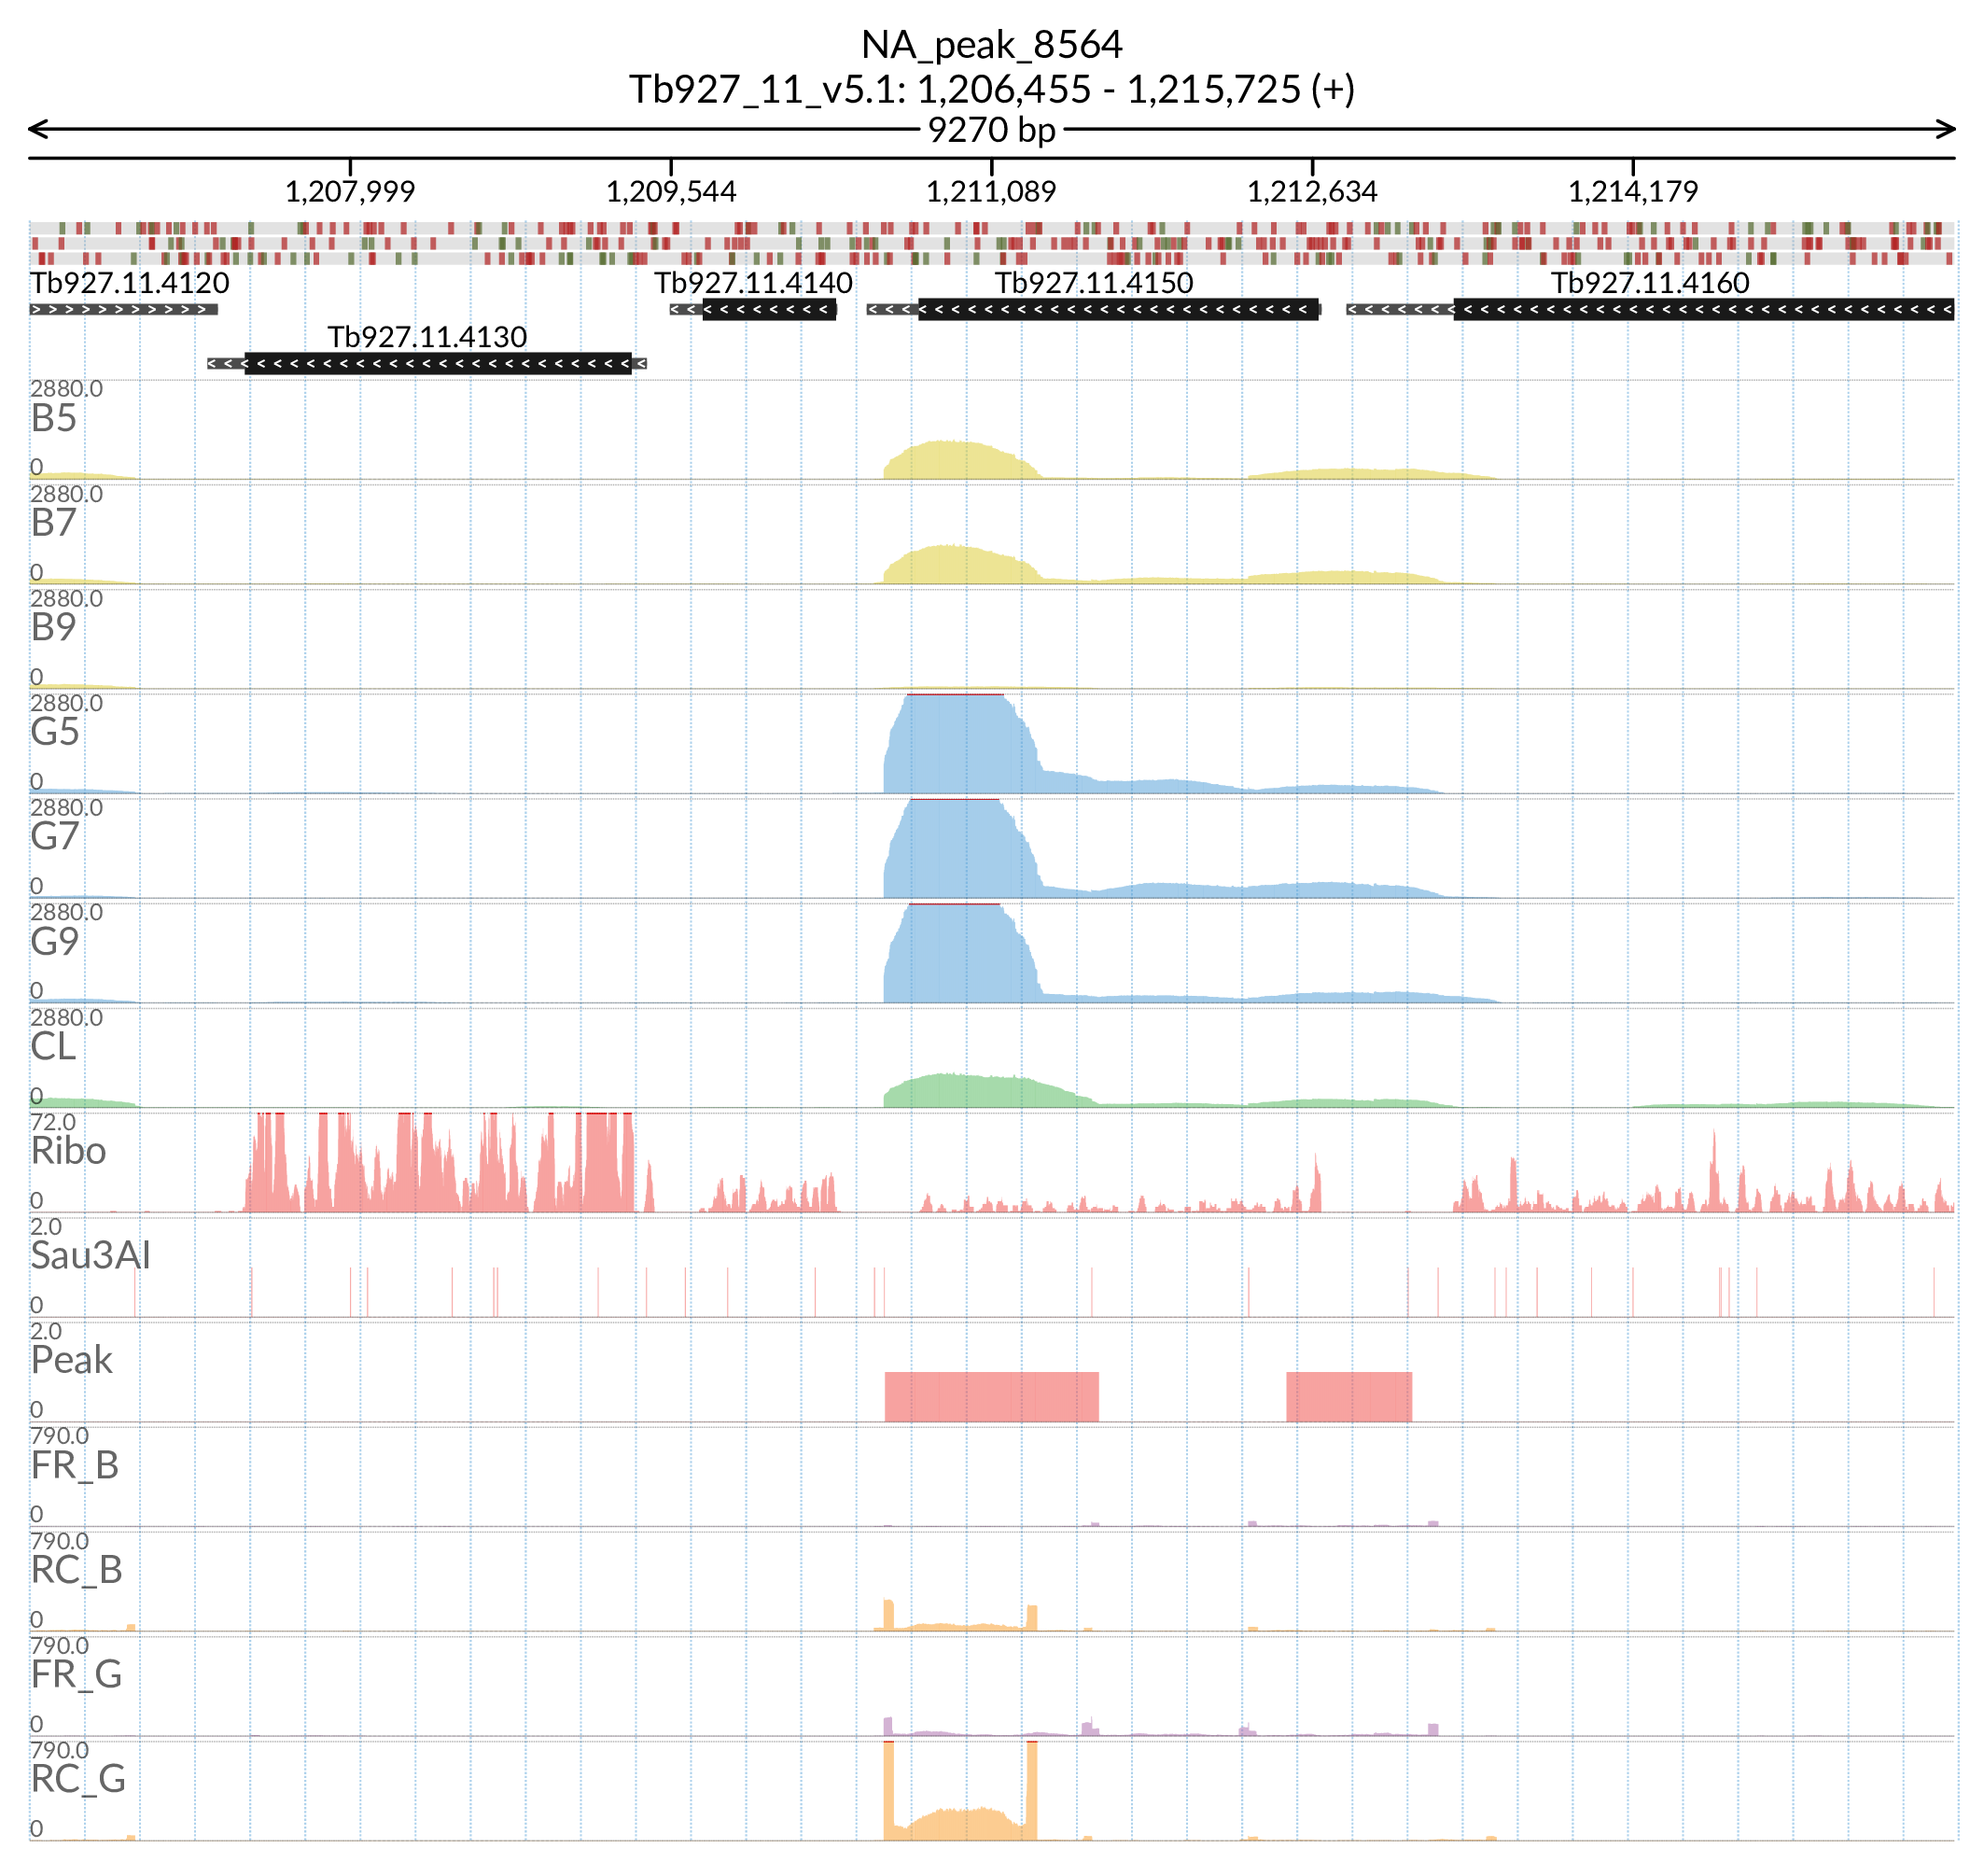 NA_peak_8564
Tb927_11_v5.1: 1,206,455 - 1,215,725 (+)
9270 bp
1,207,999 1,209,544 1,211,089 1,212,634 1,214,179
Tb927.11.4120 Tb927.11.4140 Tb927.11.4150 Tb927.11.4160
Tb927.11.4130
2880.0
B5
0
2880.0
B7
0
2880.0
B9
0
2880.0
G5
0
2880.0
G7
0
2880.0
G9
0
2880.0
CL
0
72.0
Ribo
0
2.0
Sau3AI
0
2.0
Peak
0
790.0
FR_B
0
790.0
RC_B
0
790.0
FR_G
0
790.0
RC_G
0